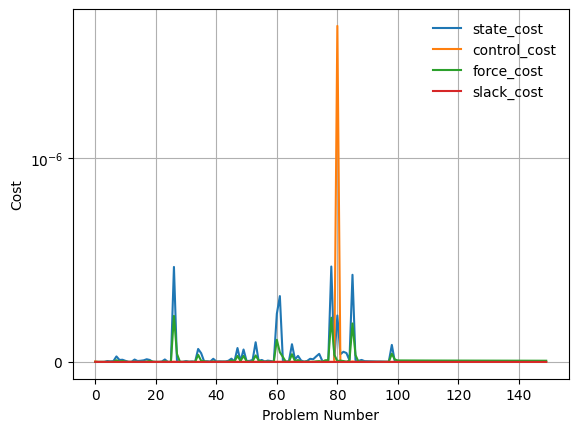 state_cost
control_cost
force_cost
slack_cost
10⁻⁶
0
Cost
0 20 40 60 80 100 120 140
Problem Number